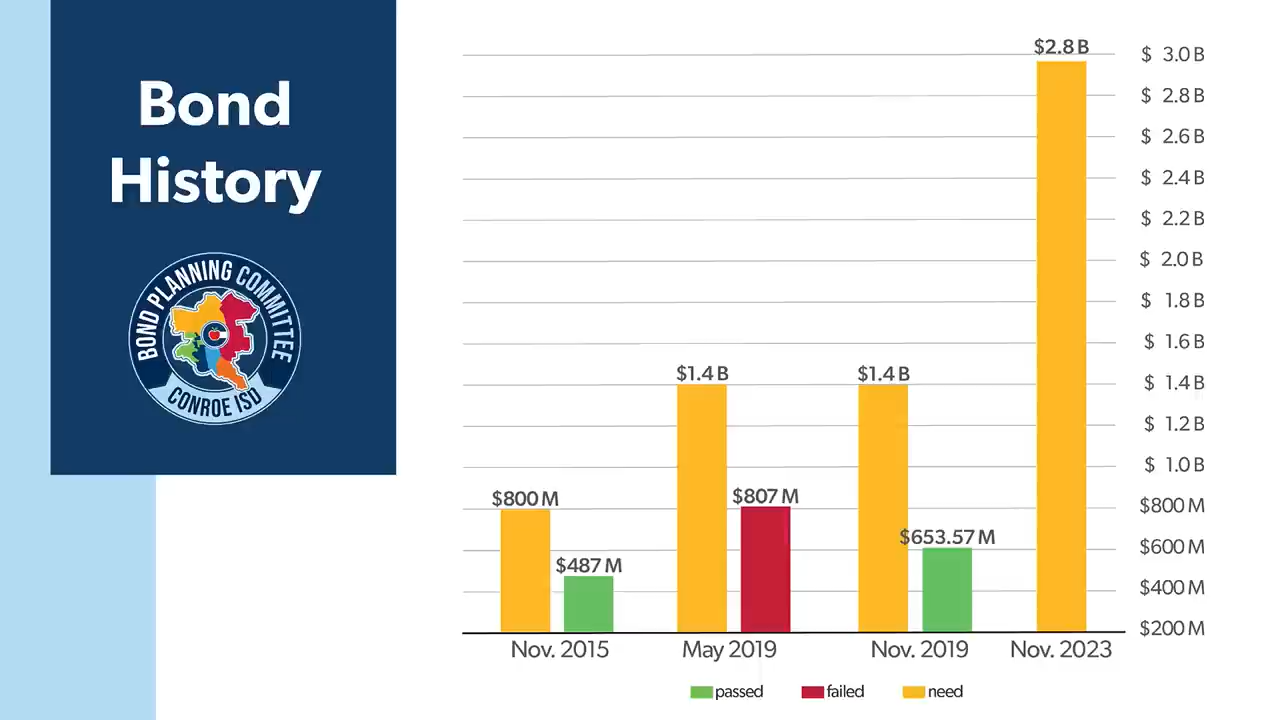 Bond
History
BOND PLANNING COMMITTEE
CONROE ISD
$2.8 B
$1.4 B
$1.4 B
$800 M
$807 M
$653.57 M
$487 M
$ 3.0 B
$ 2.8 B
$ 2.6 B
$ 2.4 B
$ 2.2 B
$ 2.0 B
$ 1.8 B
$ 1.6 B
$ 1.4 B
$ 1.2 B
$ 1.0 B
$800 M
$600 M
$400 M
$200 M
Nov. 2015
May 2019
Nov. 2019
Nov. 2023
passed
failed
need